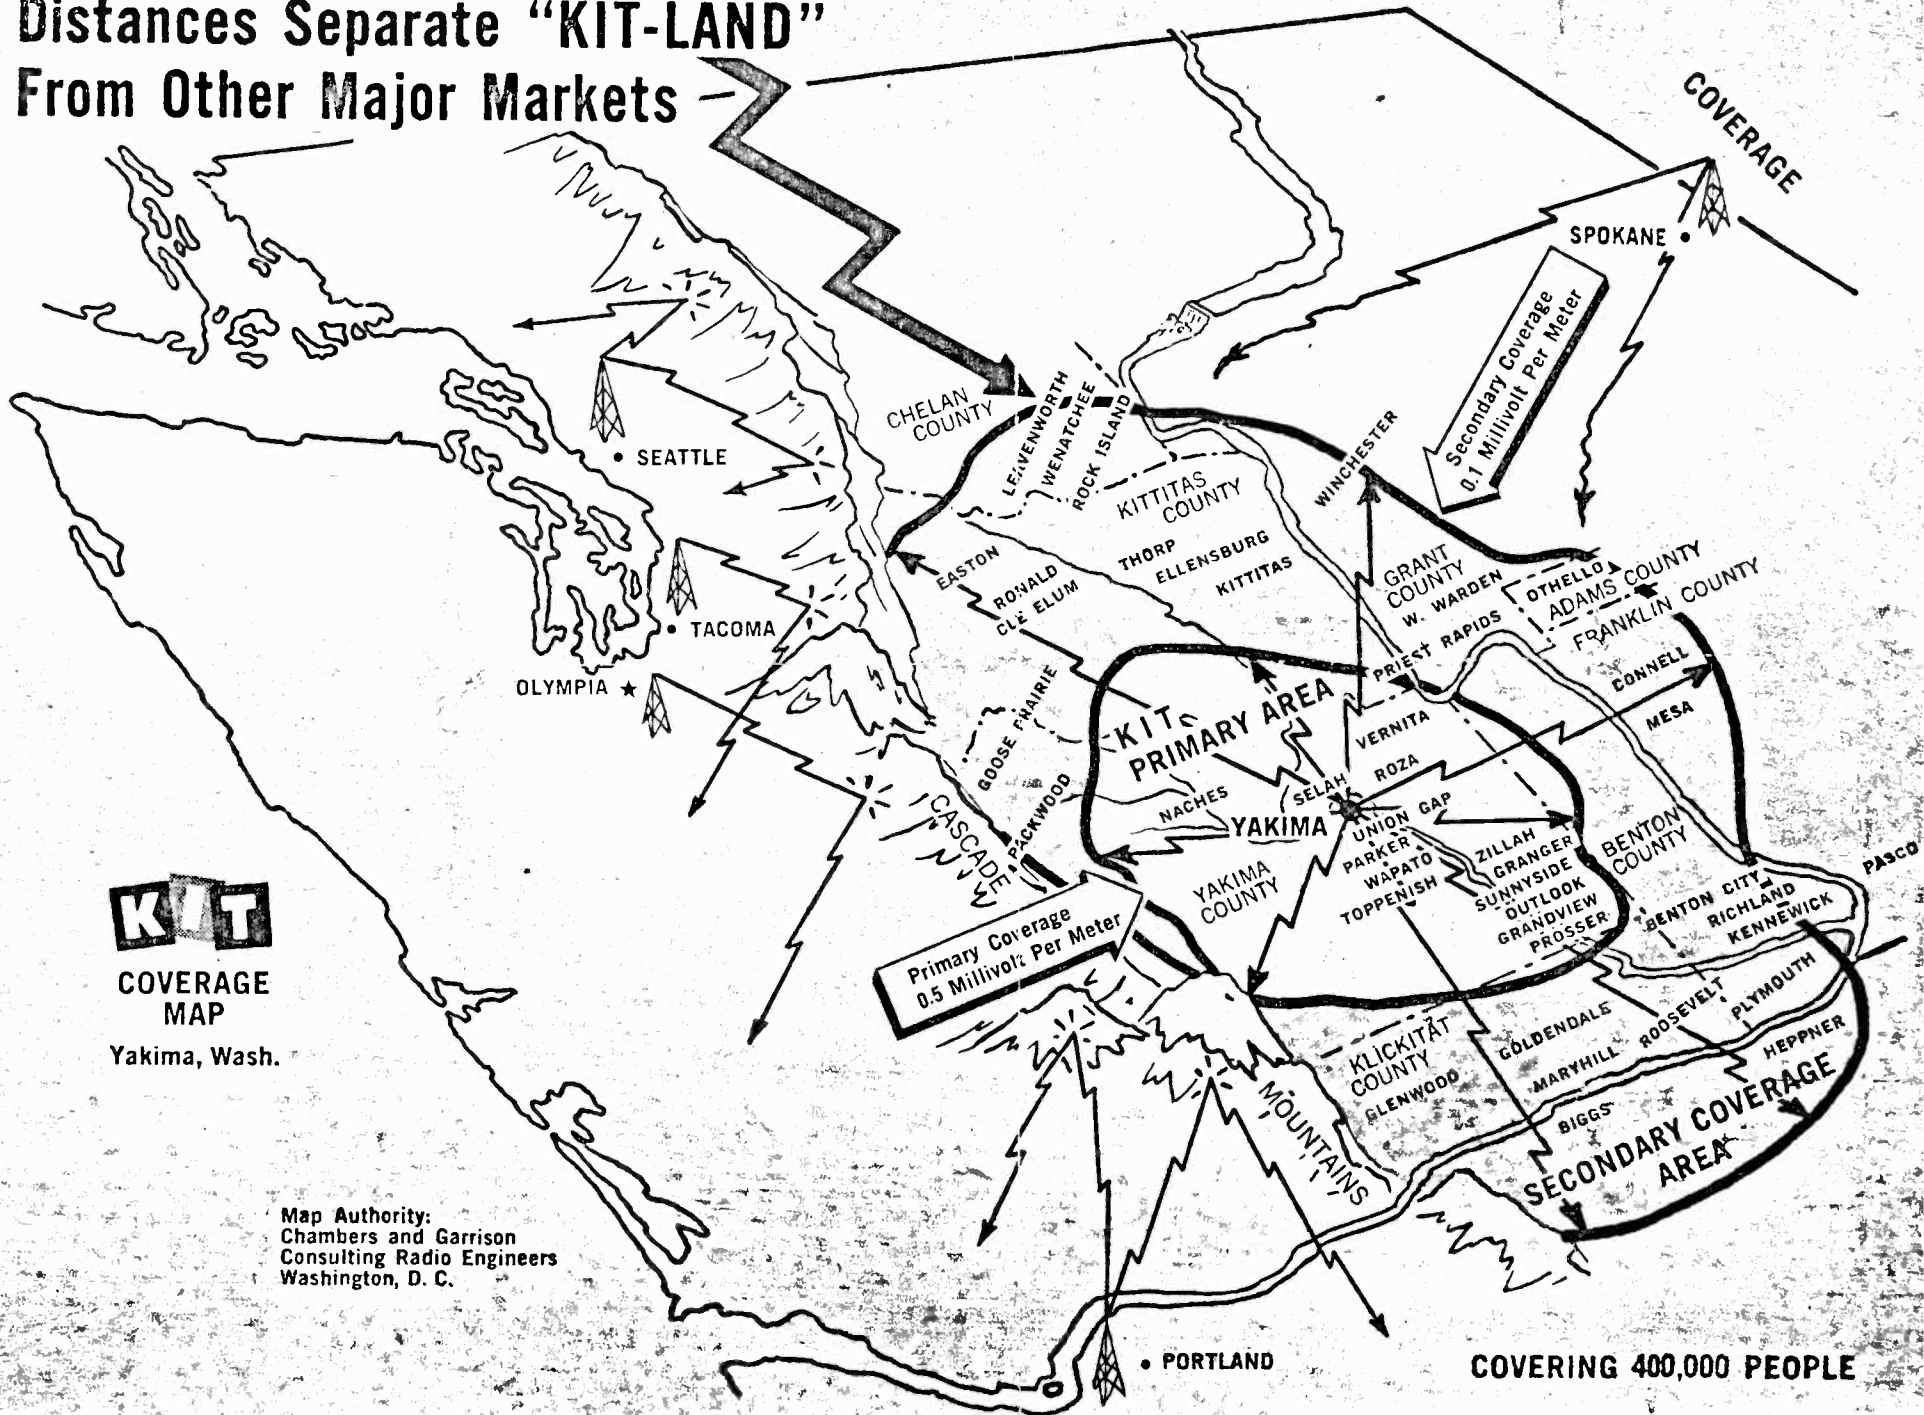 Distances Separate “KIT-LAND”
From Other Major Markets –
COVERAGE
SPOKANE
Secondary Coverage
0.1 Millivolt Per Meter
CHELAN
COUNTY
LEAVENWORTH
WENATCHEE
ROCK ISLAND
WINCHESTER
SEATTLE
KITTITAS
COUNTY
THORP
ELLENSBURG
KITTITAS
EASTON
RONALD
CLE ELUM
GRANT
COUNTY
W. WARDEN
OTHELLO
ADAMS COUNTY
FRANKLIN COUNTY
PRIEST RAPIDS
TACOMA
OLYMPIA
CONNELL
MESA
GOOSE PRAIRIE
PACKWOOD
KIT
PRIMARY AREA
VERNITA
ROZA
NACHES
SELAH
YAKIMA
UNION GAP
PARKER
WAPATO
TOPPENISH
ZILLAH
GRANGER
SUNNYSIDE
OUTLOOK
GRANDVIEW
PROSSER
YAKIMA
COUNTY
BENTON
COUNTY
PASCO
BENTON CITY
RICHLAND
KENNEWICK
CASCADE
MOUNTAINS
Primary Coverage
0.5 Millivolt Per Meter
KIT
COVERAGE
MAP
Yakima, Wash.
KLICKITAT
COUNTY
GLENWOOD
GOLDENDALE
MARYHILL
ROOSEVELT
PLYMOUTH
HEPPNER
BIGGS
SECONDARY COVERAGE
AREA
Map Authority:
Chambers and Garrison
Consulting Radio Engineers
Washington, D. C.
PORTLAND
COVERING 400,000 PEOPLE